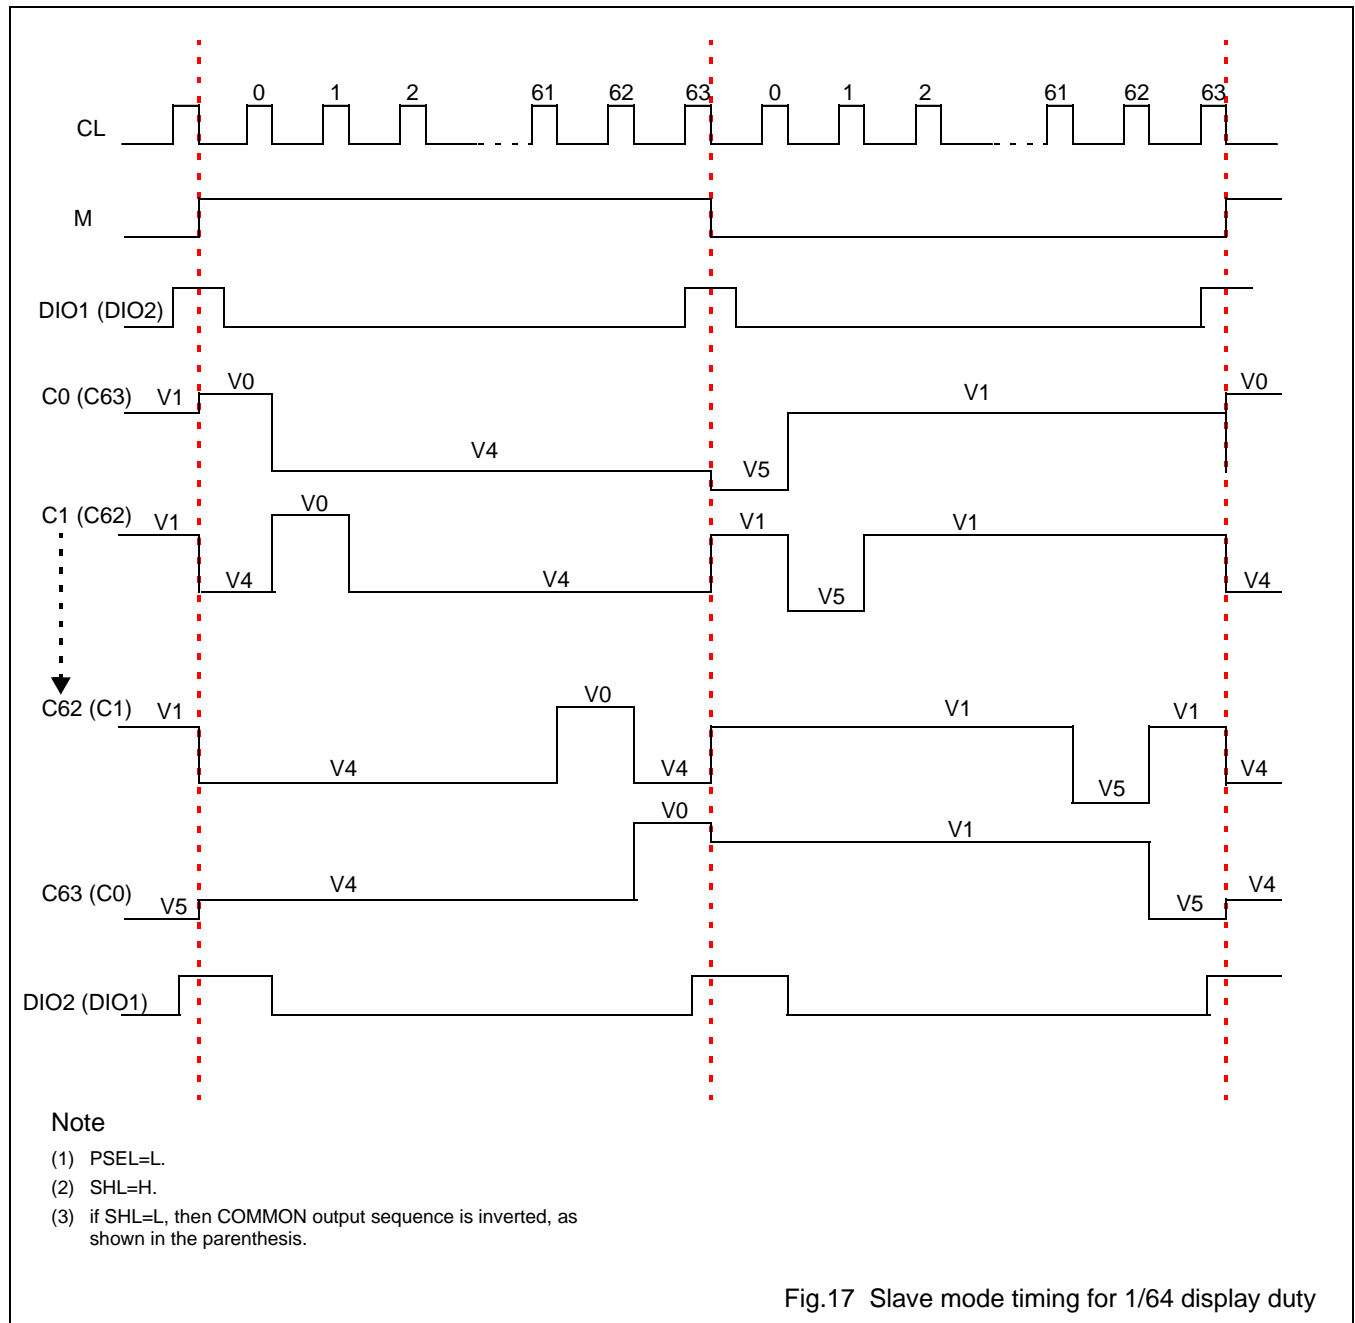 0 1 2 61 62 63 0 1 2 61 62 63
CL
M
DIO1 (DIO2)
V0 V0
C0 (C63) V1 V1
V4
V5
V0
C1 (C62) V1 V1 V1
V4 V4 V4
V5
V0
C62 (C1) V1 V1 V1
V4 V4 V4
V5
V0
V1
C63 (C0) V4 V4
V5 V5
DIO2 (DIO1)
Note
(1) PSEL=L.
(2) SHL=H.
(3) if SHL=L, then COMMON output sequence is inverted, as
shown in the parenthesis.
Fig.17 Slave mode timing for 1/64 display duty